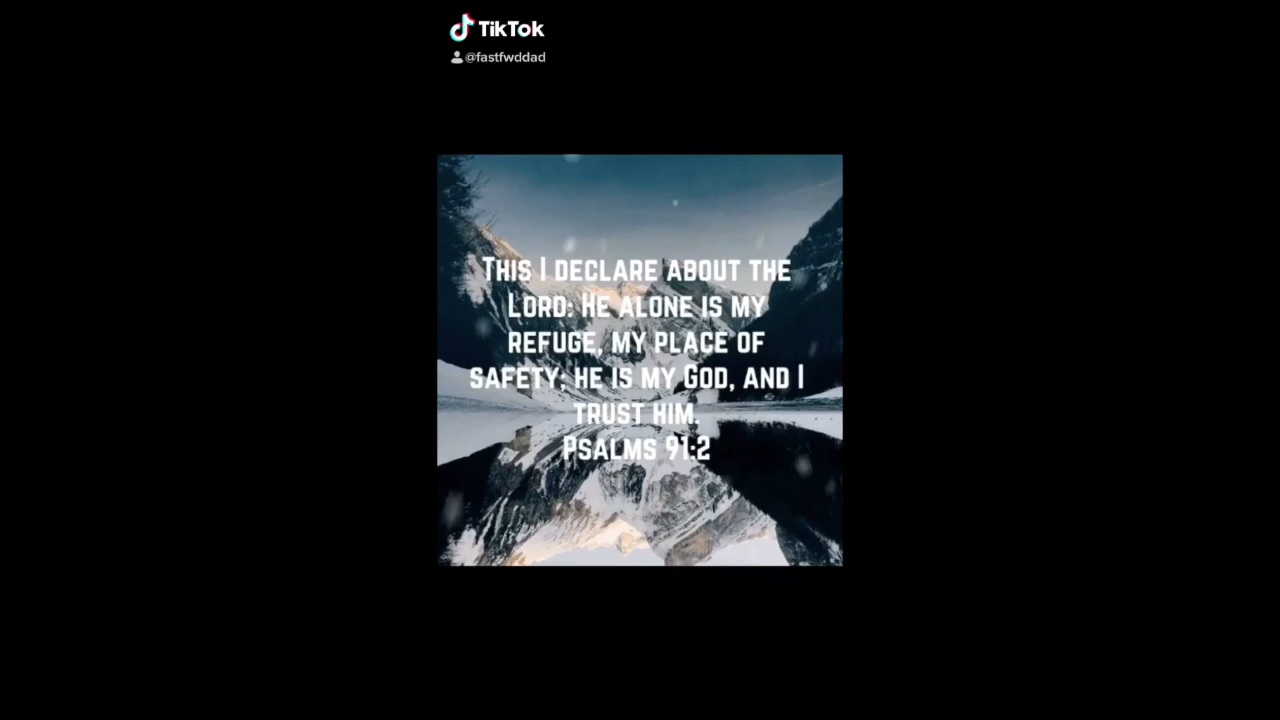 TikTok
@fastfwddad
This I declare about the
Lord: He alone is my
refuge, my place of
safety; he is my God, and I
trust him.
Psalms 91:2